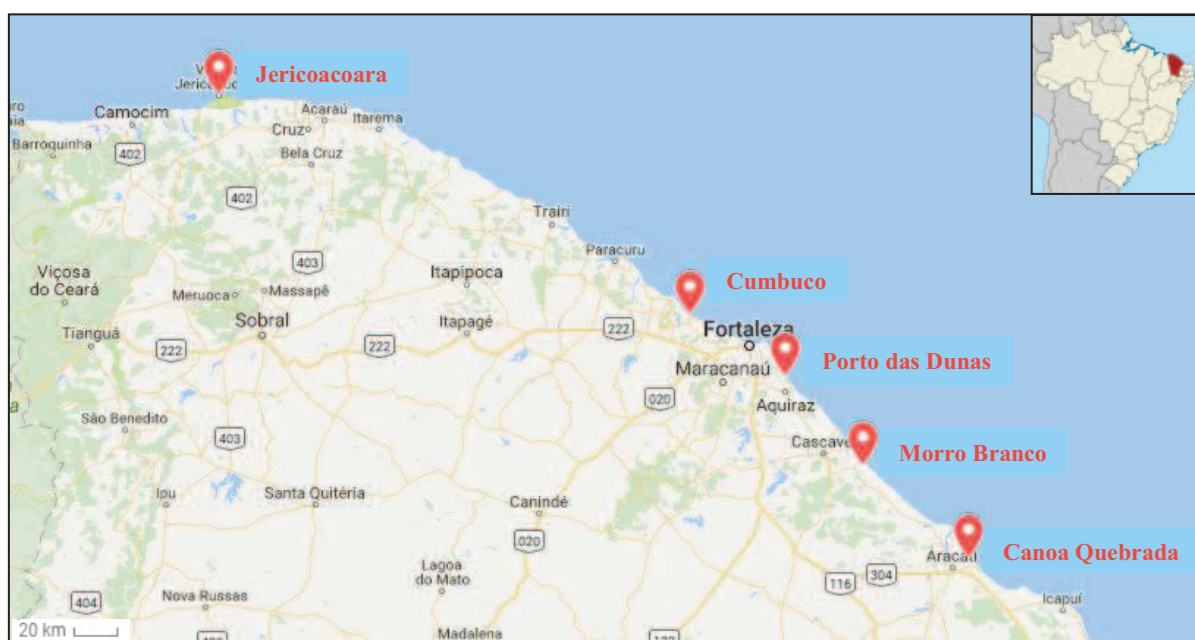 Jericoacoara
Camocim
Acaraú
Itarema
Cruz
Barroquinha
402
Bela Cruz
402
Trairi
Paracuru
Viçosa
do Ceará
403
Itapipoca
Cumbuco
Meruoca
Massapê
Sobral
Itapagé
222
Fortaleza
Tianguá
222
222
Maracanaú
Porto das Dunas
020
Aquiraz
São Benedito
403
Morro Branco
Ipu
Santa Quitéria
Canindé
020
Canoa Quebrada
Aracati
Lagoa
do Mato
116
304
404
Nova Russas
Icapuí
20 km
Madalena